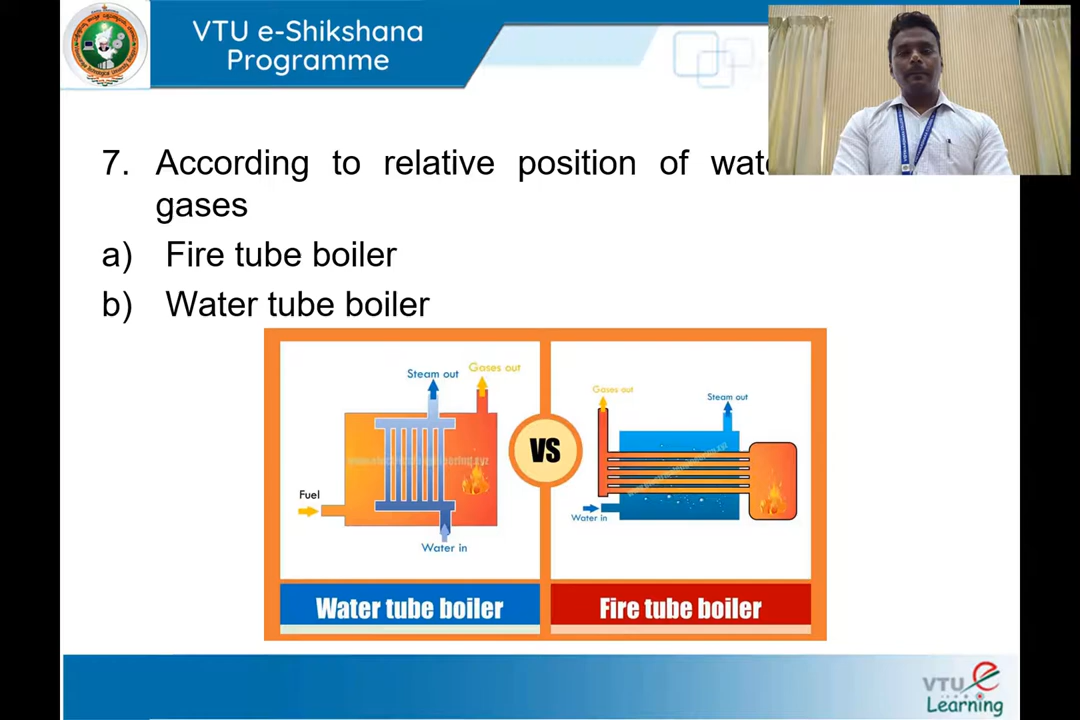 VTU e-Shikshana
Programme
7. According to relative position of
gases
a) Fire tube boiler
b) Water tube boiler
Steam out
Gases out
Fuel
Water in
VS
Gases out
Steam out
Water in
Water tube boiler
Fire tube boiler
VTU e
Learning